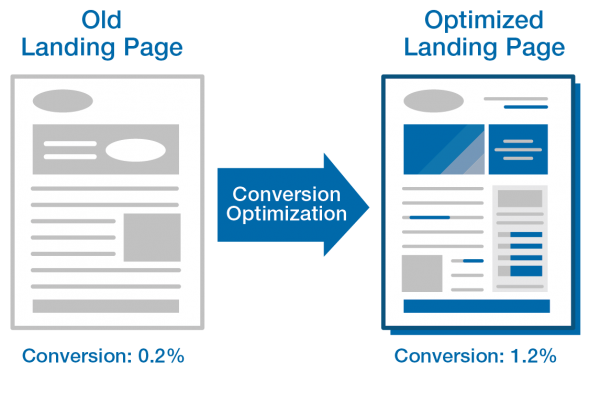 Old
Landing Page
Optimized
Landing Page
Conversion
Optimization
Conversion: 0.2%
Conversion: 1.2%